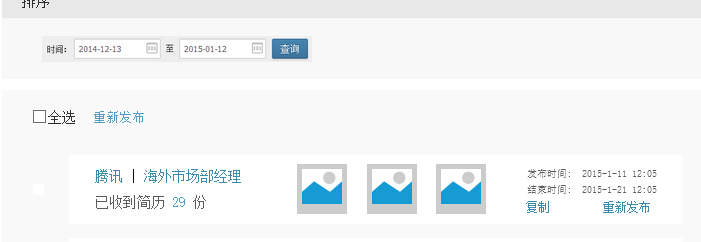 排序
时间: 2014-12-13 至 2015-01-12 查询
全选 重新发布
腾讯 | 海外市场部经理
已收到简历 29 份
发布时间: 2015-1-11 12:05
结束时间: 2015-1-21 12:05
复制 重新发布